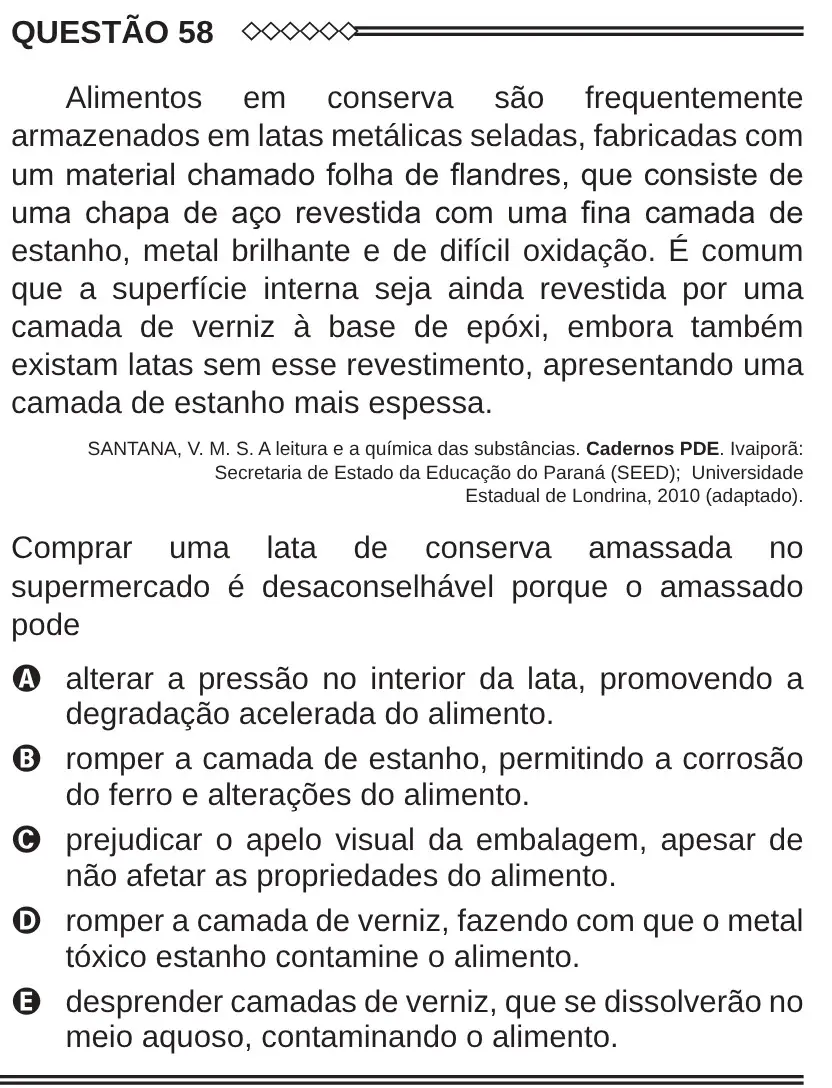 QUESTÃO 58
Alimentos em conserva são frequentemente
armazenados em latas metálicas seladas, fabricadas com
um material chamado folha de flandres, que consiste de
uma chapa de aço revestida com uma fina camada de
estanho, metal brilhante e de difícil oxidação. É comum
que a superfície interna seja ainda revestida por uma
camada de verniz à base de epóxi, embora também
existam latas sem esse revestimento, apresentando uma
camada de estanho mais espessa.
SANTANA, V. M. S. A leitura e a química das substâncias. Cadernos PDE. Ivaiporã:
Secretaria de Estado da Educação do Paraná (SEED); Universidade
Estadual de Londrina, 2010 (adaptado).
Comprar uma lata de conserva amassada no
supermercado é desaconselhável porque o amassado
pode
A alterar a pressão no interior da lata, promovendo a
degradação acelerada do alimento.
B romper a camada de estanho, permitindo a corrosão
do ferro e alterações do alimento.
C prejudicar o apelo visual da embalagem, apesar de
não afetar as propriedades do alimento.
D romper a camada de verniz, fazendo com que o metal
tóxico estanho contamine o alimento.
E desprender camadas de verniz, que se dissolverão no
meio aquoso, contaminando o alimento.